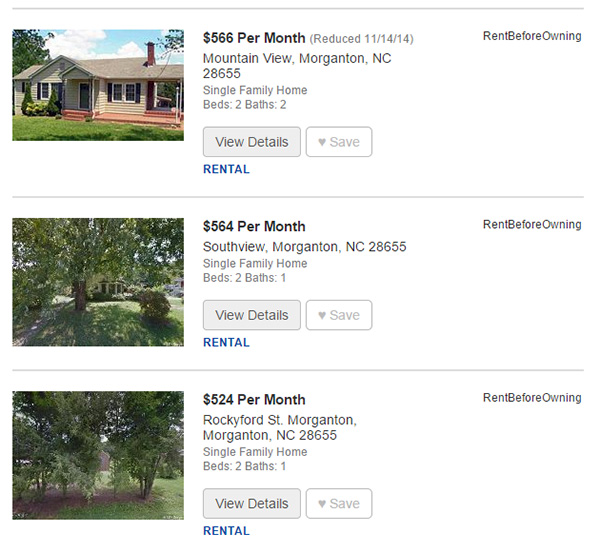 $566 Per Month (Reduced 11/14/14)
RentBeforeOwning
Mountain View, Morganton, NC
28655
Single Family Home
Beds: 2 Baths: 2
View Details
♥ Save
RENTAL
$564 Per Month
RentBeforeOwning
Southview, Morganton, NC 28655
Single Family Home
Beds: 2 Baths: 1
View Details
♥ Save
RENTAL
$524 Per Month
RentBeforeOwning
Rockyford St. Morganton,
Morganton, NC 28655
Single Family Home
Beds: 2 Baths: 1
View Details
♥ Save
RENTAL